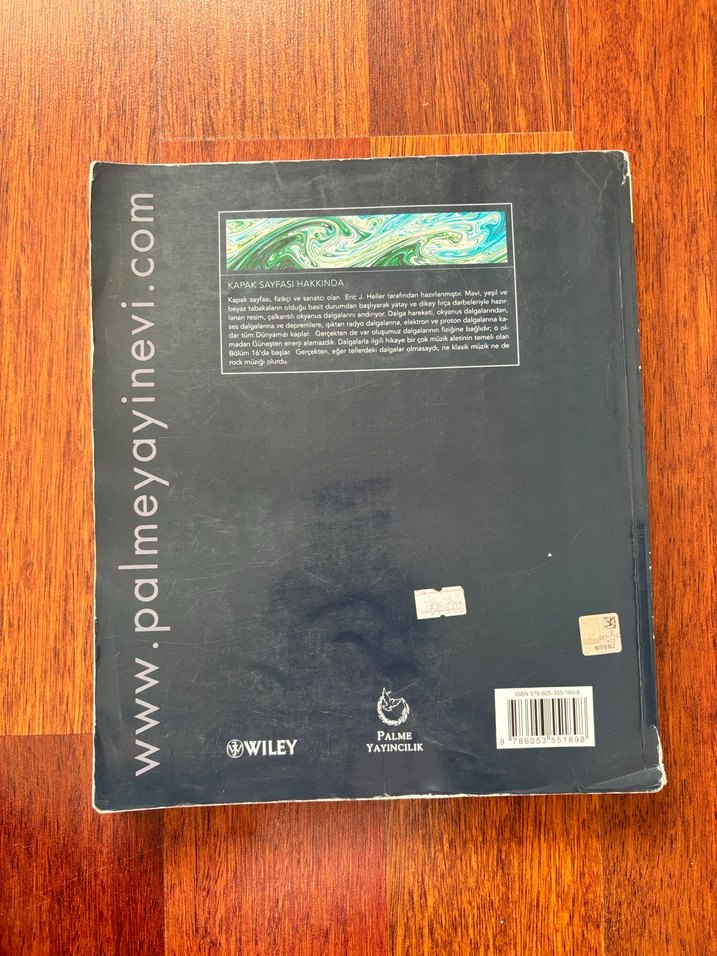 www.palmeyayinevi.com
KAPAK SAYFASI HAKKINDA
Kapak sayfası, fizikçi ve sanatcı olan Eric J. Heller tarafından hazırlanmıştır. Mavi, yeşil ve
beyaz tabakaların olduğu basit durumdan başlıyarak yatay ve dikey fırça darbeleriyle hazır-
lanan resim, çalkantılı okyanus dalgalarını andırıyor. Dalga hareketi, okyanus dalgalarından,
ses dalgalarına ve depremlere, ışıktan radyo dalgalarına, elektron ve proton dalgalarına ka-
dar tüm Dünyamızı kaplar. Gerçekten de var oluşumuz dalgalarının fiziğine bağlıdır; o ol-
madan Güneşten enerji alamazdık. Dalgalarla ilgili hikaye bir çok müzik aletinin temeli olan
Bölüm 16'da başlar. Gerçekten, eğer tellerdeki dalgalar olmasaydı, ne klasik müzik ne de
rock müziği olurdu.
WILEY
PALME
YAYINCILIK
ISBN 978-605-355-189-8
9 786053 551898